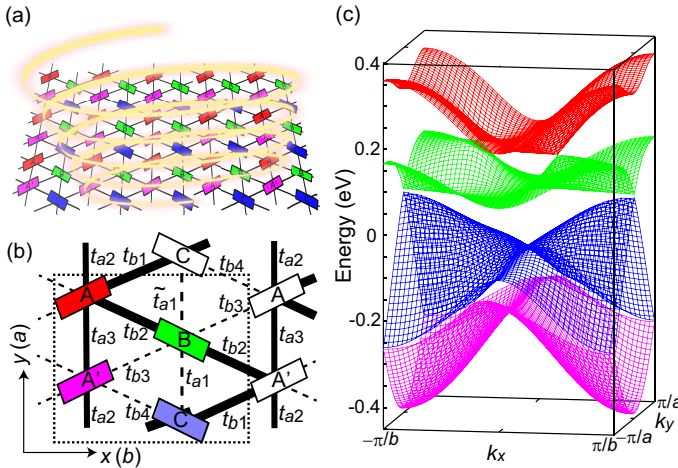 (a)
(b)
t_a2
t_b1
C
t_b4
t_a2
A
t̃_a1
t_b3
A
t_a3
t_b2
B
t_b2
t_a3
A'
t_b3
t_a1
A'
t_a2
t_b4
C
t_b1
t_a2
y (a)
x (b)
(c)
Energy (eV)
0.4
0.2
0
-0.2
-0.4
−π/b
k_x
π/b
−π/a
k_y
π/a